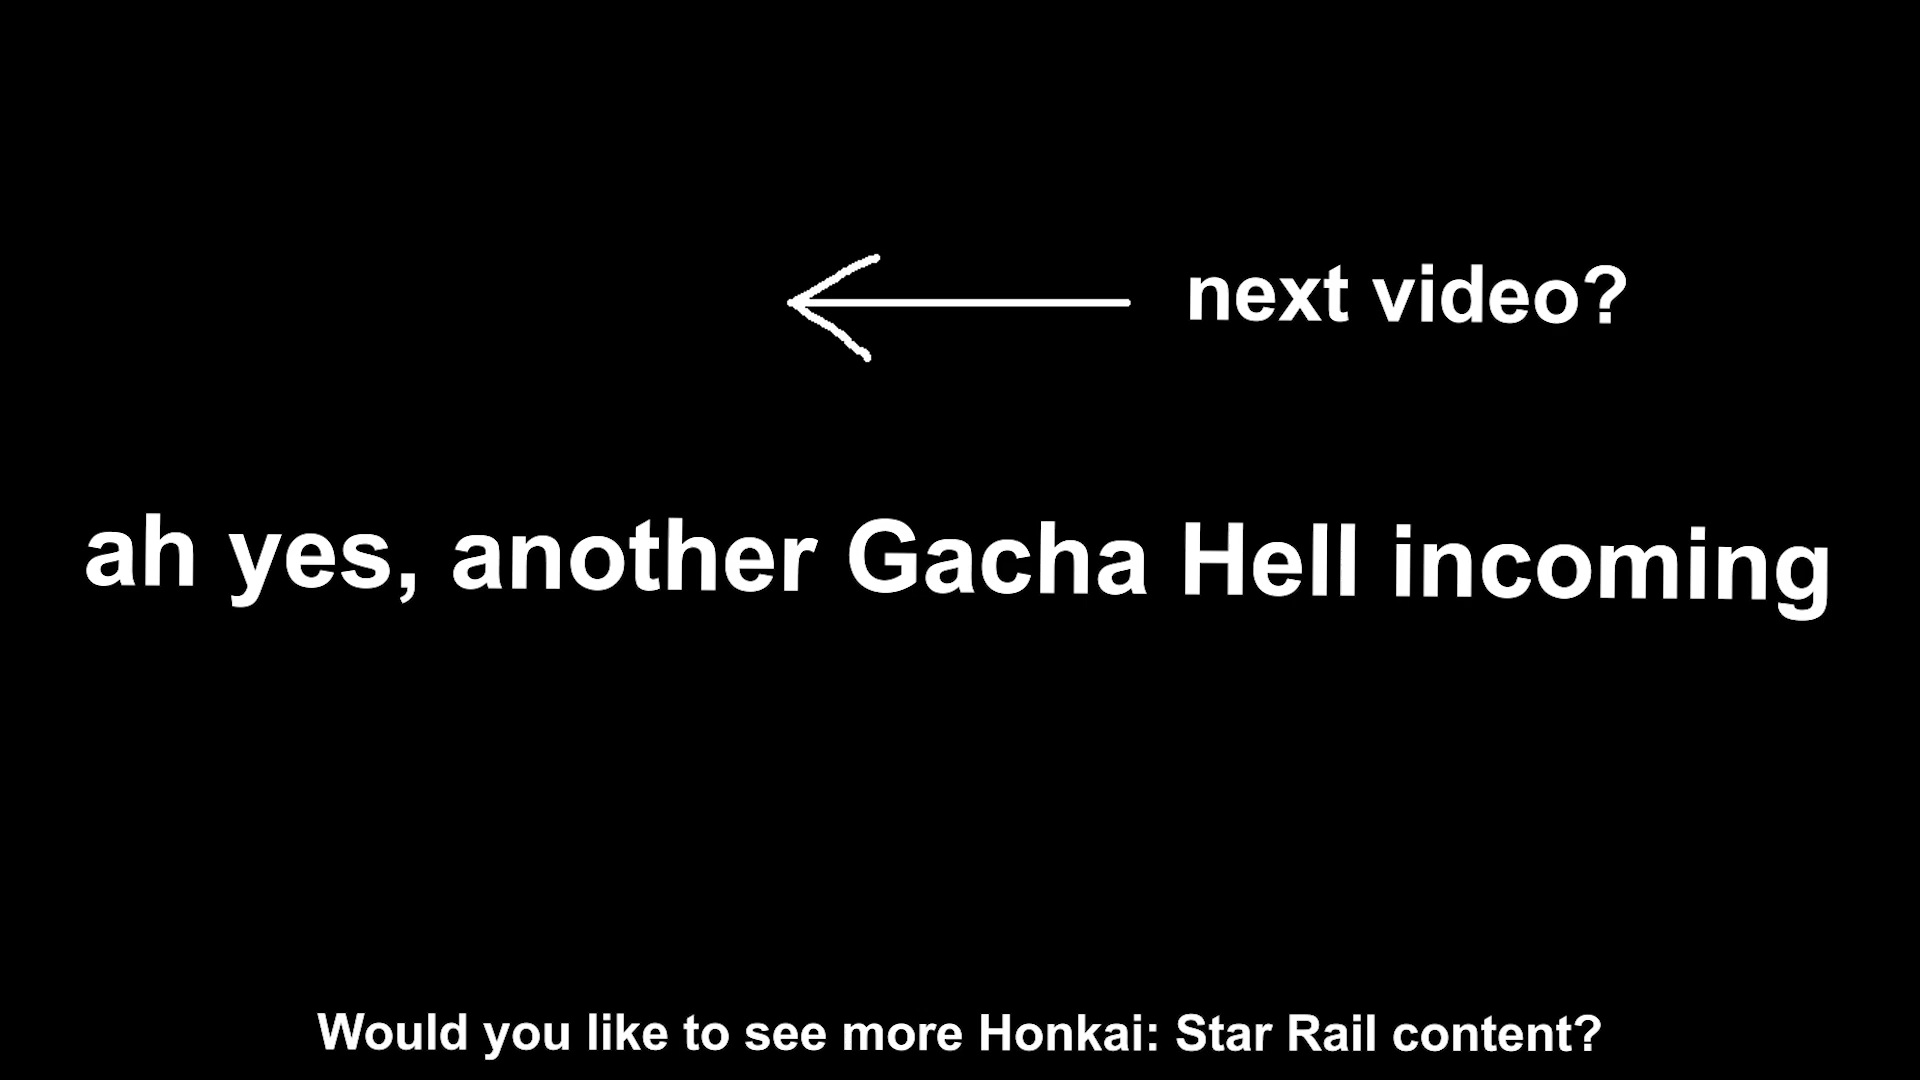 next video?
ah yes, another Gacha Hell incoming
Would you like to see more Honkai: Star Rail content?